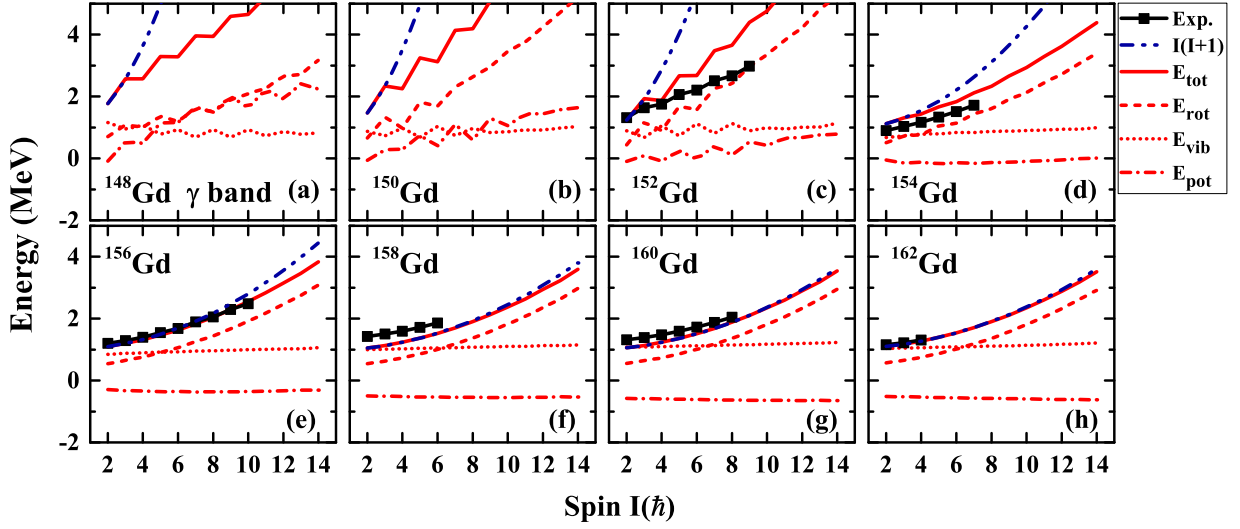 Energy (MeV)
4
2
0
-2
148Gd γ band (a)
150Gd (b)
152Gd (c)
154Gd (d)
Exp.
I(I+1)
Etot
Erot
Evib
Epot
4
2
0
-2
156Gd
(e)
158Gd
(f)
160Gd
(g)
162Gd
(h)
2 4 6 8 10 12 14
2 4 6 8 10 12 14
2 4 6 8 10 12 14
2 4 6 8 10 12 14
Spin I(ℏ)